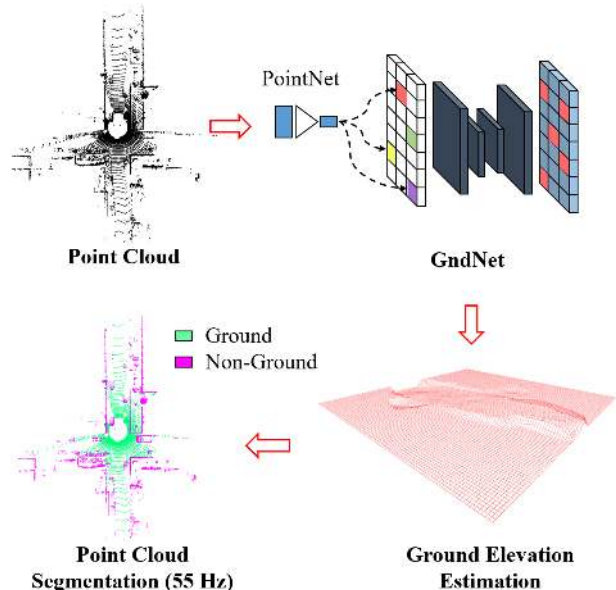 PointNet
Point Cloud
GndNet
Ground
Non-Ground
Point Cloud
Segmentation (55 Hz)
Ground Elevation
Estimation